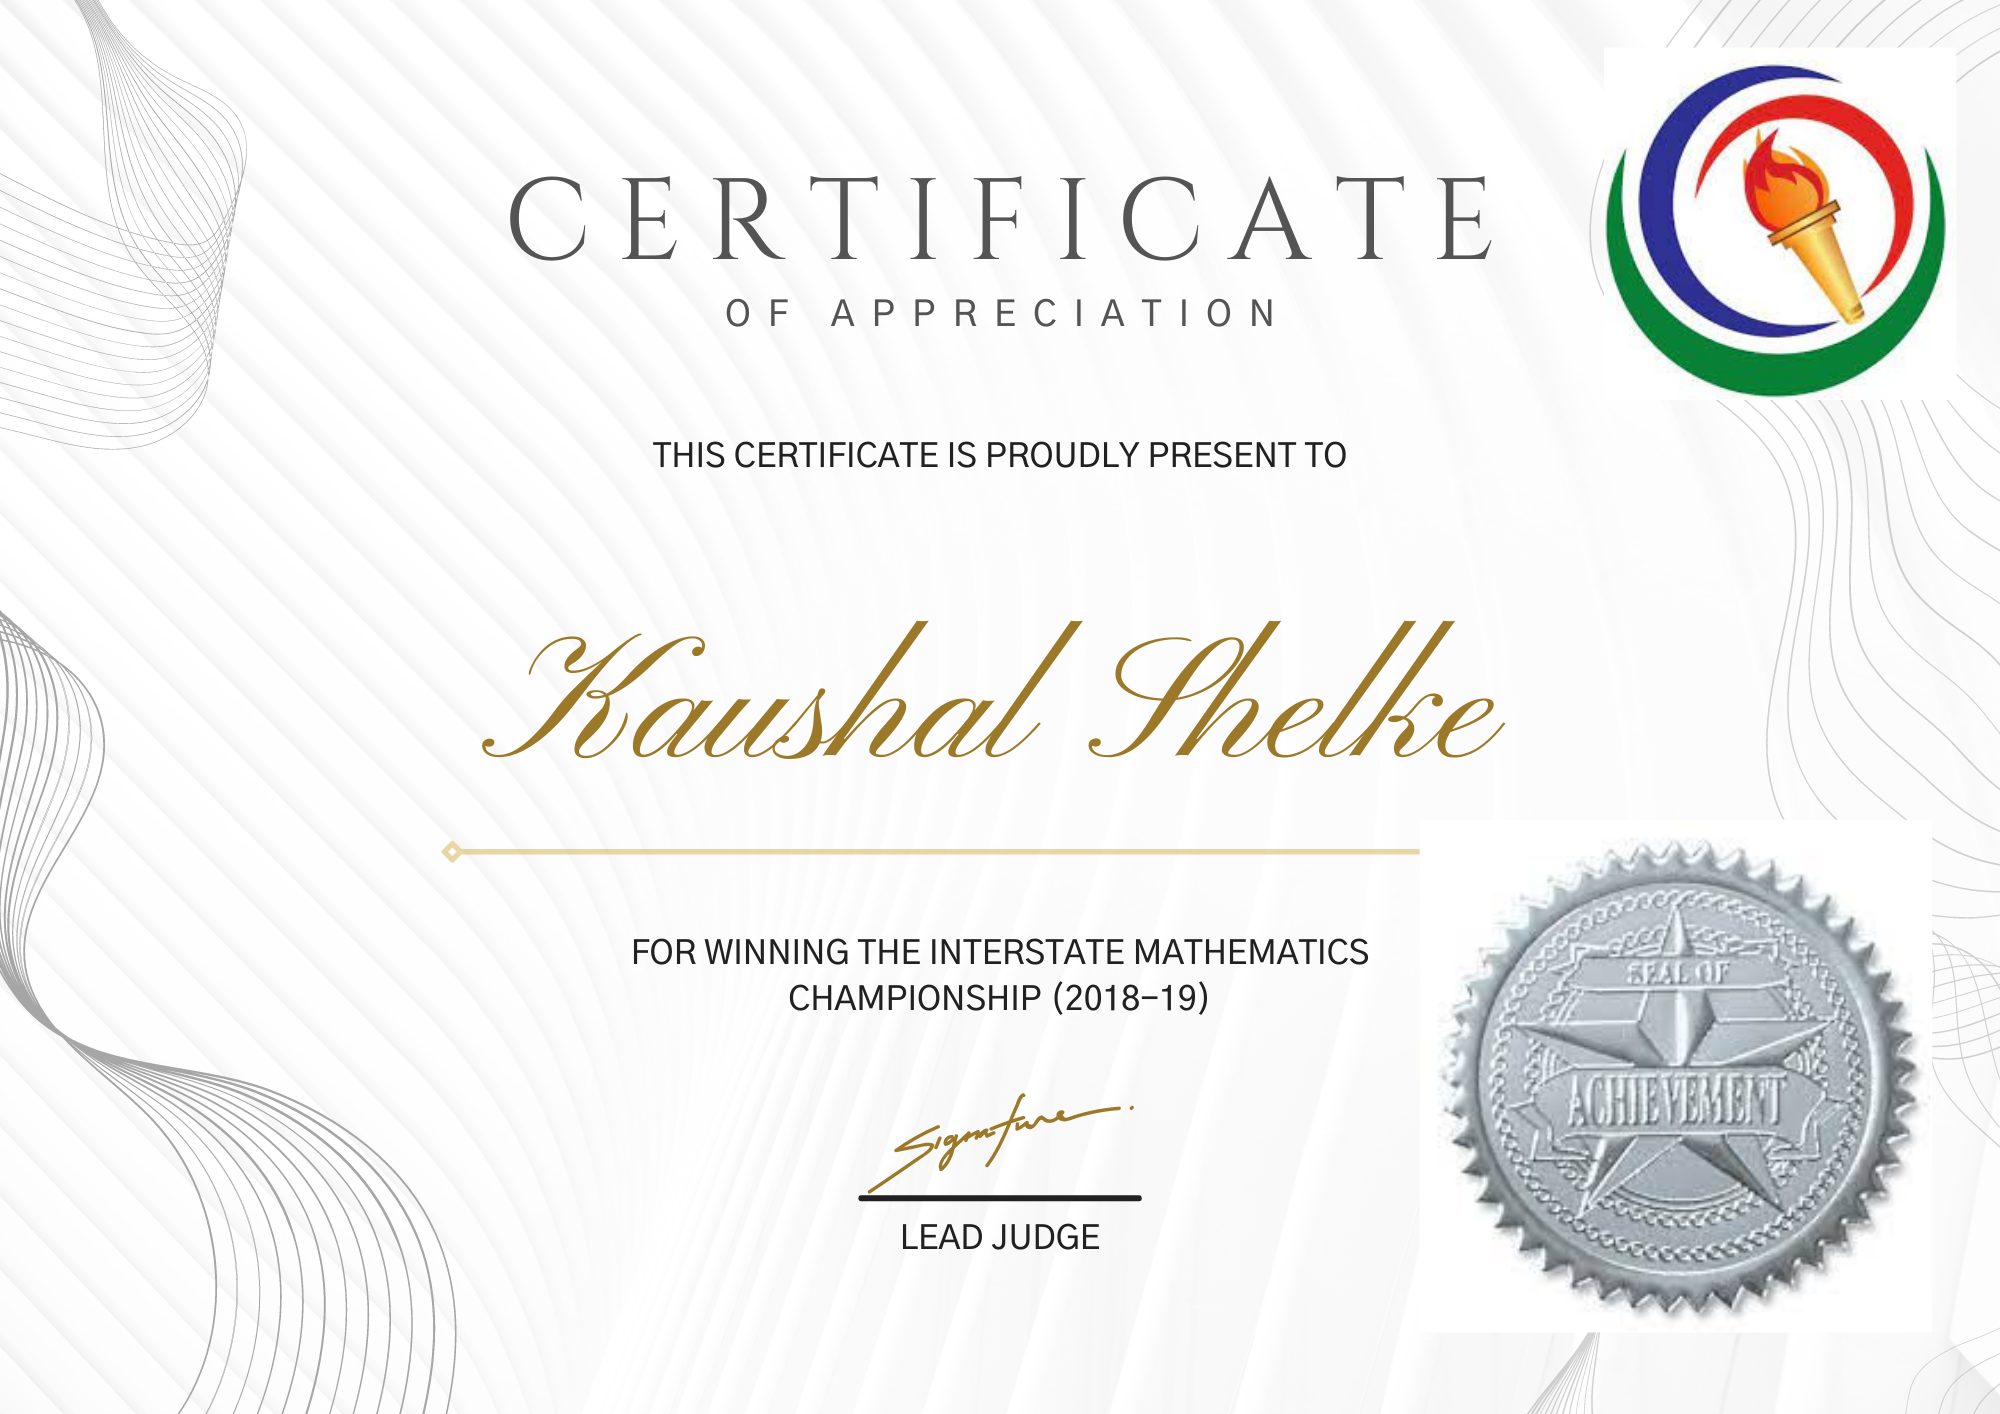 CERTIFICATE
OF APPRECIATION
THIS CERTIFICATE IS PROUDLY PRESENT TO
Kaushal Shelke
FOR WINNING THE INTERSTATE MATHEMATICS
CHAMPIONSHIP (2018-19)
Signature
LEAD JUDGE
SEAL OF
ACHIEVEMENT